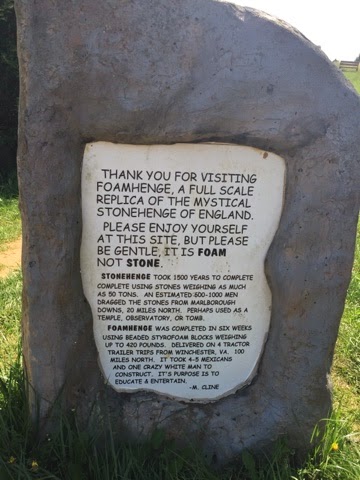 THANK YOU FOR VISITING
FOAMHENGE, A FULL SCALE
REPLICA OF THE MYSTICAL
STONEHENGE OF ENGLAND.
PLEASE ENJOY YOURSELF
AT THIS SITE, BUT PLEASE
BE GENTLE, IT IS FOAM
NOT STONE.
STONEHENGE TOOK 1500 YEARS TO COMPLETE
COMPLETE USING STONES WEIGHING AS MUCH
AS 50 TONS. AN ESTIMATED 600-1000 MEN
DRAGGED THE STONES FROM MARLBOROUGH
DOWNS, 20 MILES NORTH. PERHAPS USED AS A
TEMPLE, OBSERVATORY, OR TOMB.
FOAMHENGE WAS COMPLETED IN SIX WEEKS
USING BEADED STYROFOAM BLOCKS WEIGHING
UP TO 420 POUNDS. DELIVERED ON 4 TRACTOR
TRAILER TRIPS FROM WINCHESTER, VA. 100
MILES NORTH. IT TOOK 4-5 MEXICANS
AND ONE CRAZY WHITE MAN TO
CONSTRUCT. IT'S PURPOSE IS TO
EDUCATE & ENTERTAIN.
-M. CLINE